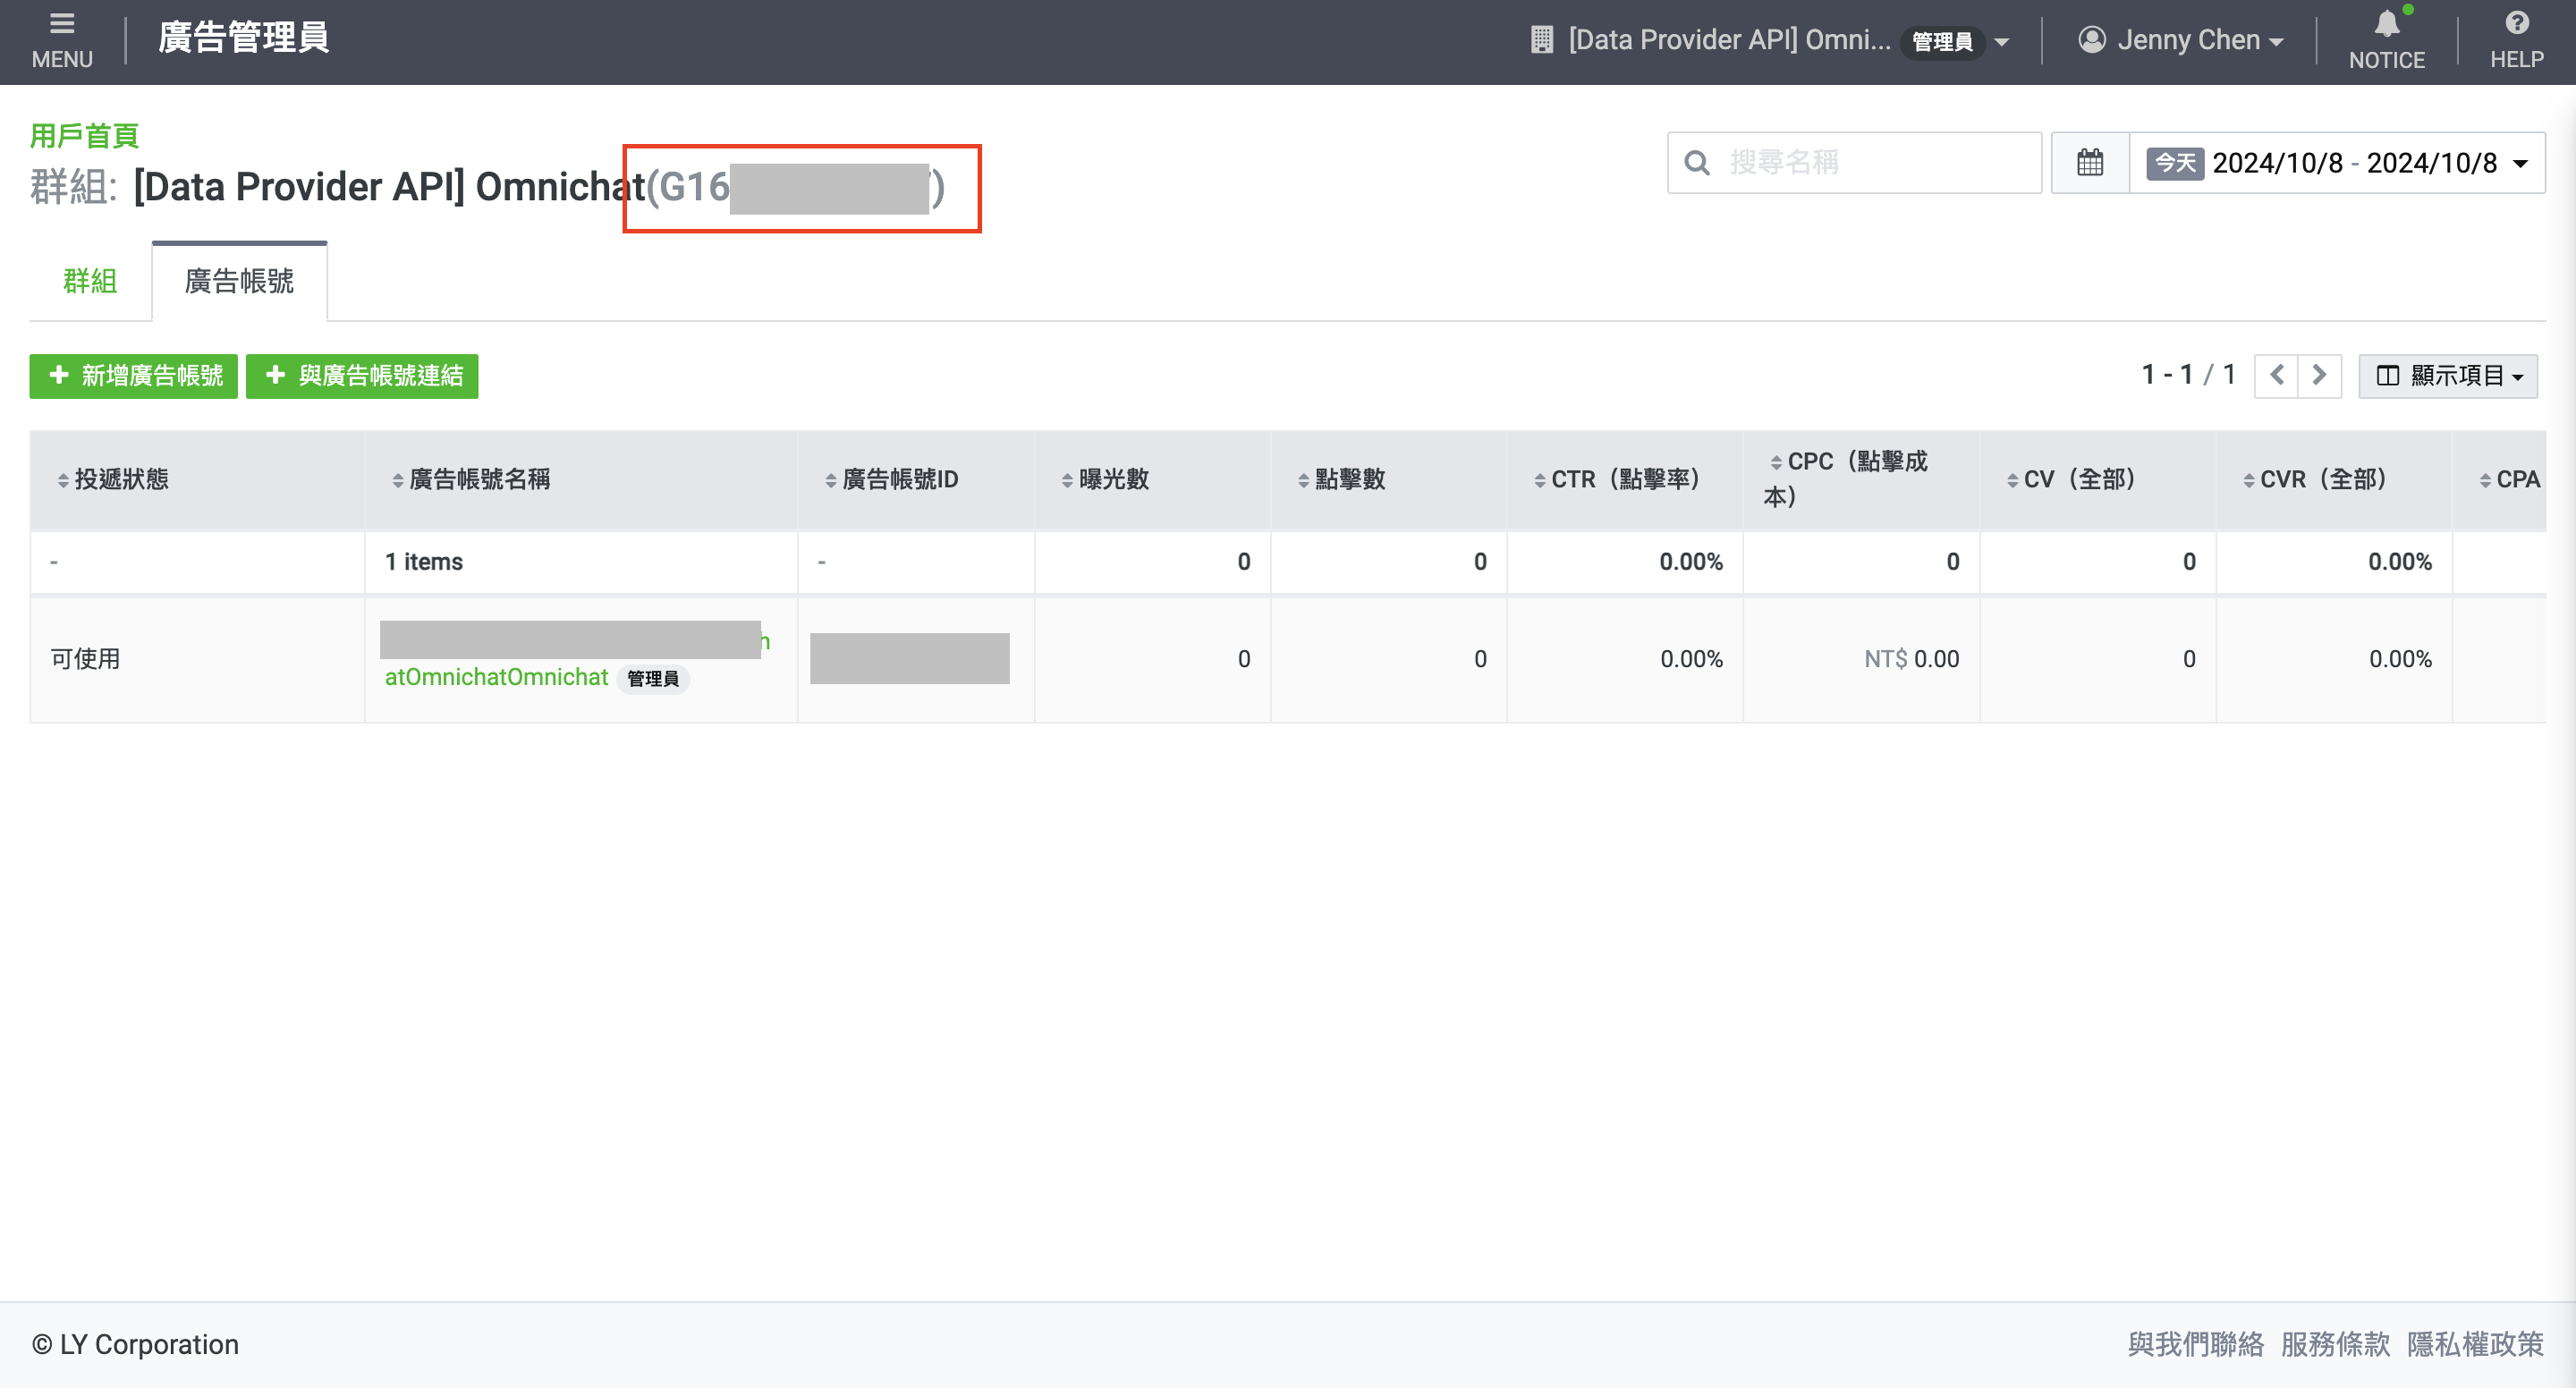 MENU
廣告管理員
[Data Provider API] Omni...
管理員
Jenny Chen
NOTICE
HELP
用戶首頁
群組: [Data Provider API] Omnichat(G16
)
搜尋名稱
今天 2024/10/8 - 2024/10/8
群組
廣告帳號
新增廣告帳號
與廣告帳號連結
1 - 1 / 1
顯示項目
投遞狀態
廣告帳號名稱
廣告帳號ID
曝光數
點擊數
CTR（點擊率）
CPC（點擊成
本）
CV（全部）
CVR（全部）
CPA
-
1 items
-
0
0
0.00%
0
0
0.00%
可使用
atOmnichatOmnichat 管理員
0
0
0.00%
NT$ 0.00
0
0.00%
© LY Corporation
與我們聯絡
服務條款
隱私權政策